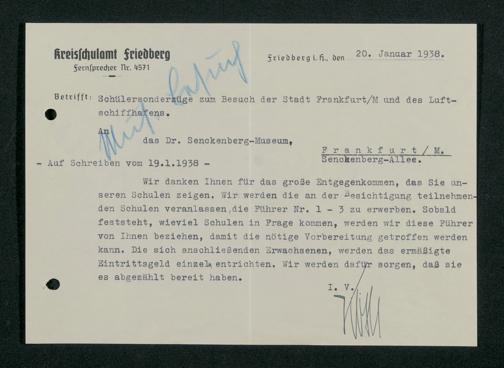 Kreisschulamt Friedberg
Fernsprecher Nr. 4571
Friedberg i. H. den 20. Januar 1938.
Betrifft: Schülersonderzüge zum Besuch der Stadt Frankfurt/M und des Luft-
schiffhafens.
An
das Dr. Senckenberg-Museum,
Frankfurt/M.
Senckenberg-Allee.
- Auf Schreiben vom 19.1.1938 -
Wir danken Ihnen für das große Entgegenkommen, das Sie un-
seren Schulen zeigen. Wir werden die an der Besichtigung teilnehmen-
den Schulen veranlassen, die Führer Nr. 1 - 3 zu erwerben. Sobald
feststeht, wieviel Schulen in Frage kommen, werden wir diese Führer
von Ihnen beziehen, damit die nötige Vorbereitung getroffen werden
kann. Die sich anschließenden Erwachsenen, werden das ermäßigte
Eintrittsgeld einzeln entrichten. Wir werden dafür sorgen, daß sie
es abgezählt bereit haben.
I. V.